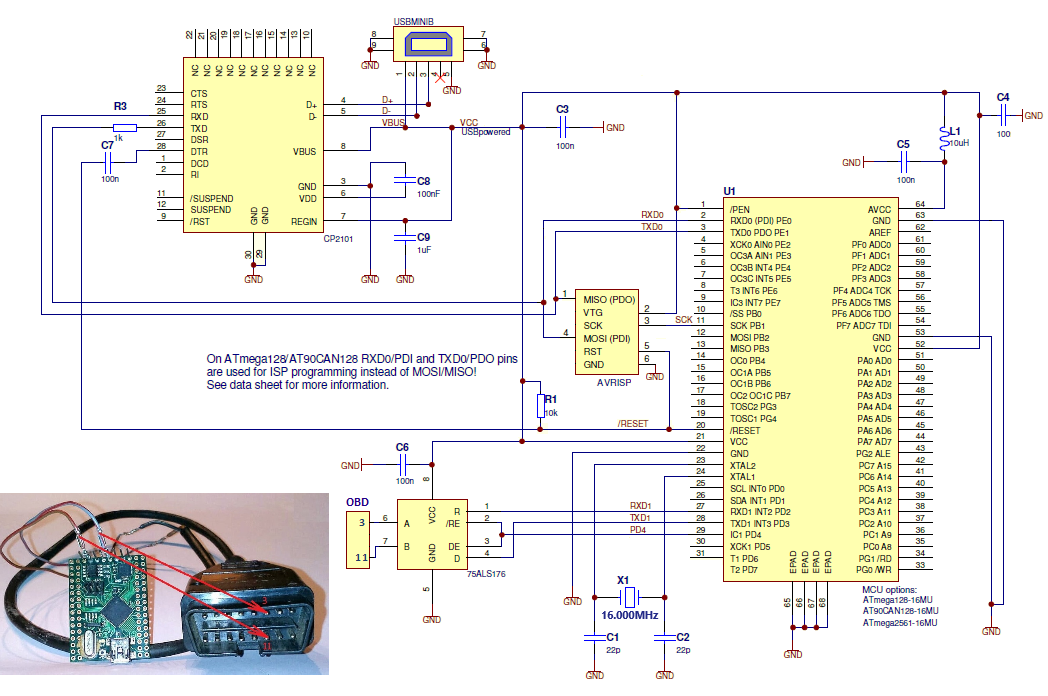 USBMINIB
8
9
7
6
GND
GND
1
2
3
4
5
GND
22
21
20
19
18
17
16
15
14
13
10
NC NC NC NC NC NC NC NC NC NC NC
23 CTS
24 RTS
25 RXD
26 TXD
27 DSR
28 DTR
1 DCD
2 RI
11 /SUSPEND
12 SUSPEND
9 /RST
D+ 4 D+
D- 5 D-
VBUS
VBUS 8
GND 3
VDD 6
REGIN 7
GND GND
30 29
GND
CP2101
R3
1k
C7
100n
VCC
USBpowered
C3
100n
GND
C8
100nF
C9
1uF
GND GND
C4
100
GND
L1
10uH
C5
100n
GND
U1
RXD0
TXD0
1 /PEN
2 RXD0 (PDI) PE0
3 TXD0 PDO PE1
4 XCK0 AIN0 PE2
5 OC3A AIN1 PE3
6 OC3B INT4 PE4
7 OC3C INT5 PE5
8 T3 INT6 PE6
9 IC3 INT7 PE7
10 /SS PB0
SCK 11 SCK PB1
12 MOSI PB2
13 MISO PB3
14 OC0 PB4
15 OC1A PB5
16 OC1B PB6
17 OC2 OC1C PB7
18 TOSC2 PG3
19 TOSC1 PG4
20 /RESET
21 VCC
22 GND
23 XTAL2
24 XTAL1
25 SCL INT0 PD0
26 SDA INT1 PD1
27 RXD1 INT2 PD2
28 TXD1 INT3 PD3
29 IC1 PD4
30 XCK1 PD5
31 T1 PD6
T2 PD7
AVCC 64
GND 63
AREF 62
PF0 ADC0 61
PF1 ADC1 60
PF2 ADC2 59
PF3 ADC3 58
PF4 ADC4 TCK 57
PF5 ADC5 TMS 56
PF6 ADC6 TDO 55
PF7 ADC7 TDI 54
GND 53
VCC 52
PA0 AD0 51
PA1 AD1 50
PA2 AD2 49
PA3 AD3 48
PA4 AD4 47
PA5 AD5 46
PA6 AD6 45
PA7 AD7 44
PG2 ALE 43
PC7 A15 42
PC6 A14 41
PC5 A13 40
PC4 A12 39
PC3 A11 38
PC2 A10 37
PC1 A9 36
PC0 A8 35
PG1 /RD 34
PG0 /WR 33
EPAD EPAD EPAD EPAD
65 66 67 68
GND
GND
MCU options:
ATmega128-16MU
AT90CAN128-16MU
ATmega2561-16MU
1 MISO (PDO)
VTG 2
SCK 3
4 MOSI (PDI)
RST 5
GND 6
GND
AVRISP
On ATmega128/AT90CAN128 RXD0/PDI and TXD0/PDO pins
are used for ISP programming instead of MOSI/MISO!
See data sheet for more information.
R1
10k
/RESET
C6
100n
GND
8
OBD
3
11
6 A
7 B
VCC
GND
R 1
/RE 2
DE 3
D 4
5
GND
75ALS176
RXD1
TXD1
PD4
GND
X1
16.000MHz
C1
22p
C2
22p
GND GND